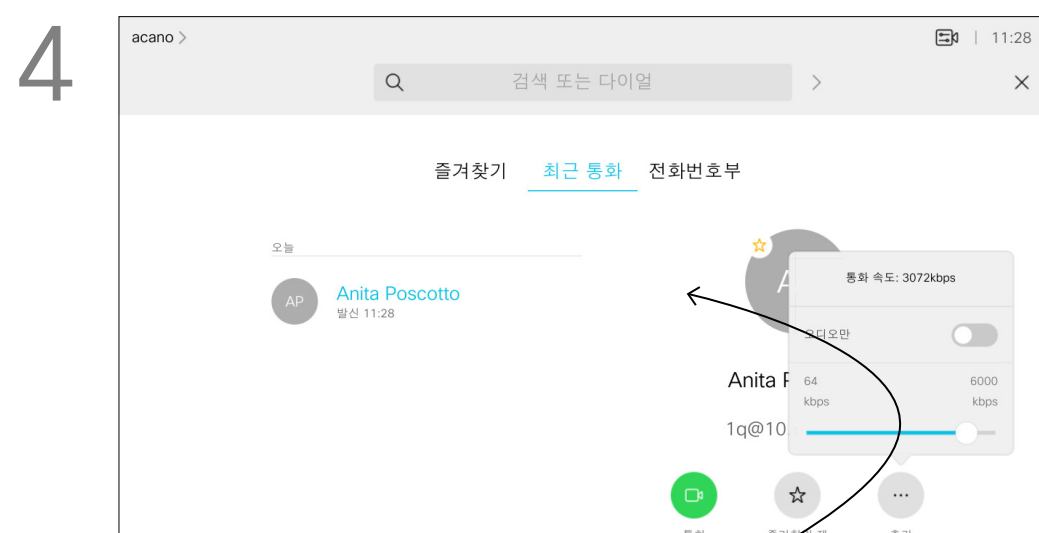 4
acano >
11:28
검색 또는 다이얼
즐겨찾기 최근 통화 전화번호부
오늘
AP
Anita Poscotto
발신 11:28
통화 속도: 3072kbps
오디오만
Anita
64 6000
kbps kbps
1q@10.